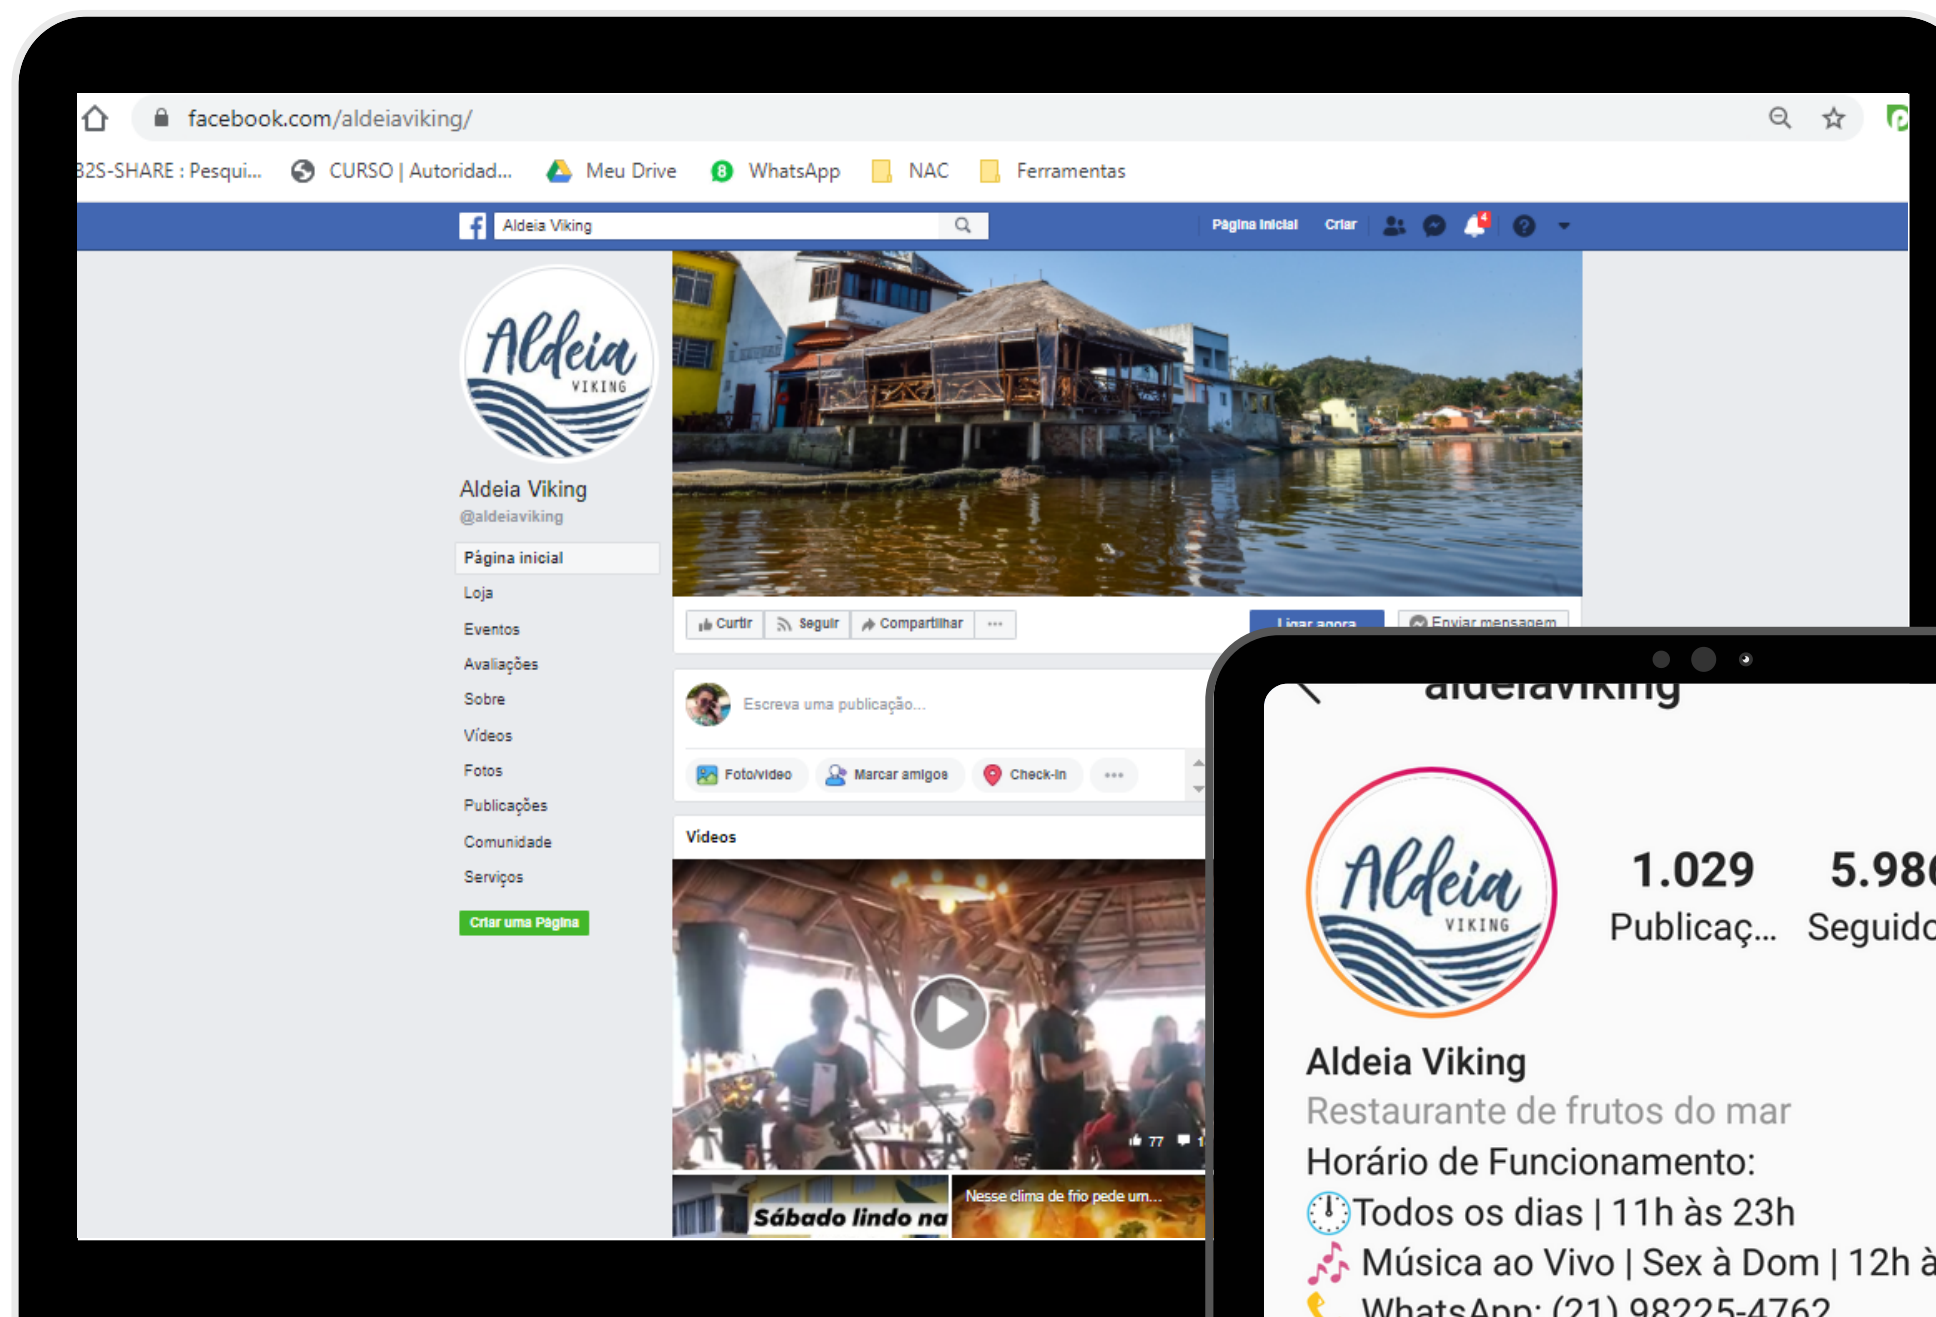 facebook.com/aldeiaviking/
B2S-SHARE : Pesqui...
CURSO | Autoridad...
Meu Drive
8
WhatsApp
NAC
Ferramentas
Aldeia Viking
Página inicial
Criar
4
?
Aldeia
VIKING
Aldeia Viking
@aldeiaviking
Página inicial
Loja
Eventos
Avaliações
Sobre
Vídeos
Fotos
Publicações
Comunidade
Serviços
Criar uma Página
Curtir
Seguir
Compartilhar
...
Ligar agora
Enviar mensagem
Escreva uma publicação...
Foto/vídeo
Marcar amigos
Check-in
...
Vídeos
77
Sábado lindo na
Nesse clima de frio pede um...
aldeiaviking
Aldeia
VIKING
1.029
Publicaç...
5.986
Seguido
Aldeia Viking
Restaurante de frutos do mar
Horário de Funcionamento:
Todos os dias | 11h às 23h
Música ao Vivo | Sex à Dom | 12h à
WhatsApp: (21) 98225-4762